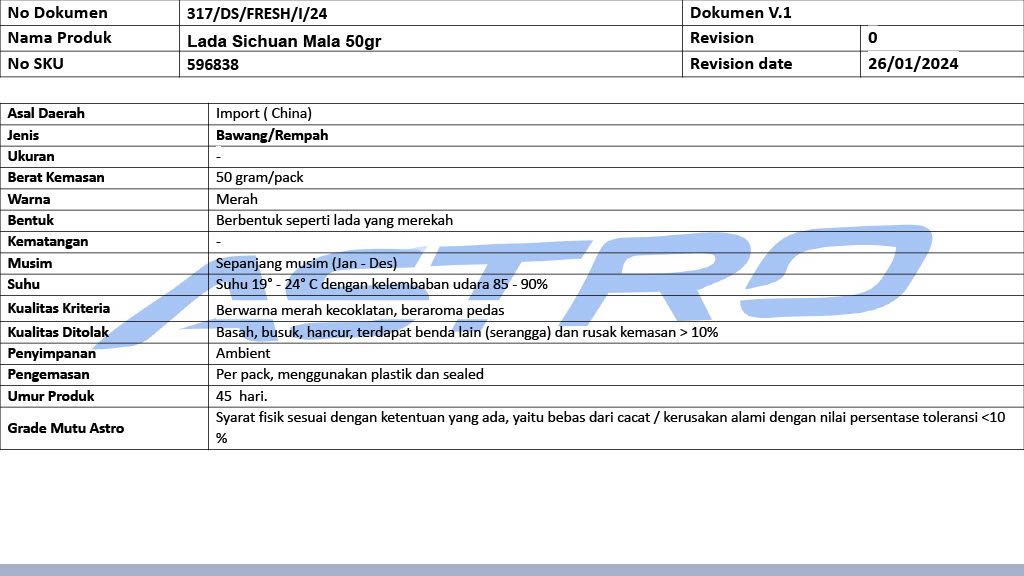 No Dokumen 317/DS/FRESH/I/24 Dokumen V.1
Nama Produk Lada Sichuan Mala 50gr Revision 0
No SKU 596838 Revision date 26/01/2024
Asal Daerah Import ( China)
Jenis Bawang/Rempah
Ukuran -
Berat Kemasan 50 gram/pack
Warna Merah
Bentuk Berbentuk seperti lada yang merekah
Kematangan -
Musim Sepanjang musim (Jan - Des)
Suhu Suhu 19° - 24° C dengan kelembaban udara 85 - 90%
Kualitas Kriteria Berwarna merah kecoklatan, beraroma pedas
Kualitas Ditolak Basah, busuk, hancur, terdapat benda lain (serangga) dan rusak kemasan > 10%
Penyimpanan Ambient
Pengemasan Per pack, menggunakan plastik dan sealed
Umur Produk 45 hari.
Grade Mutu Astro Syarat fisik sesuai dengan ketentuan yang ada, yaitu bebas dari cacat / kerusakan alami dengan nilai persentase toleransi <10
%
ASTRO